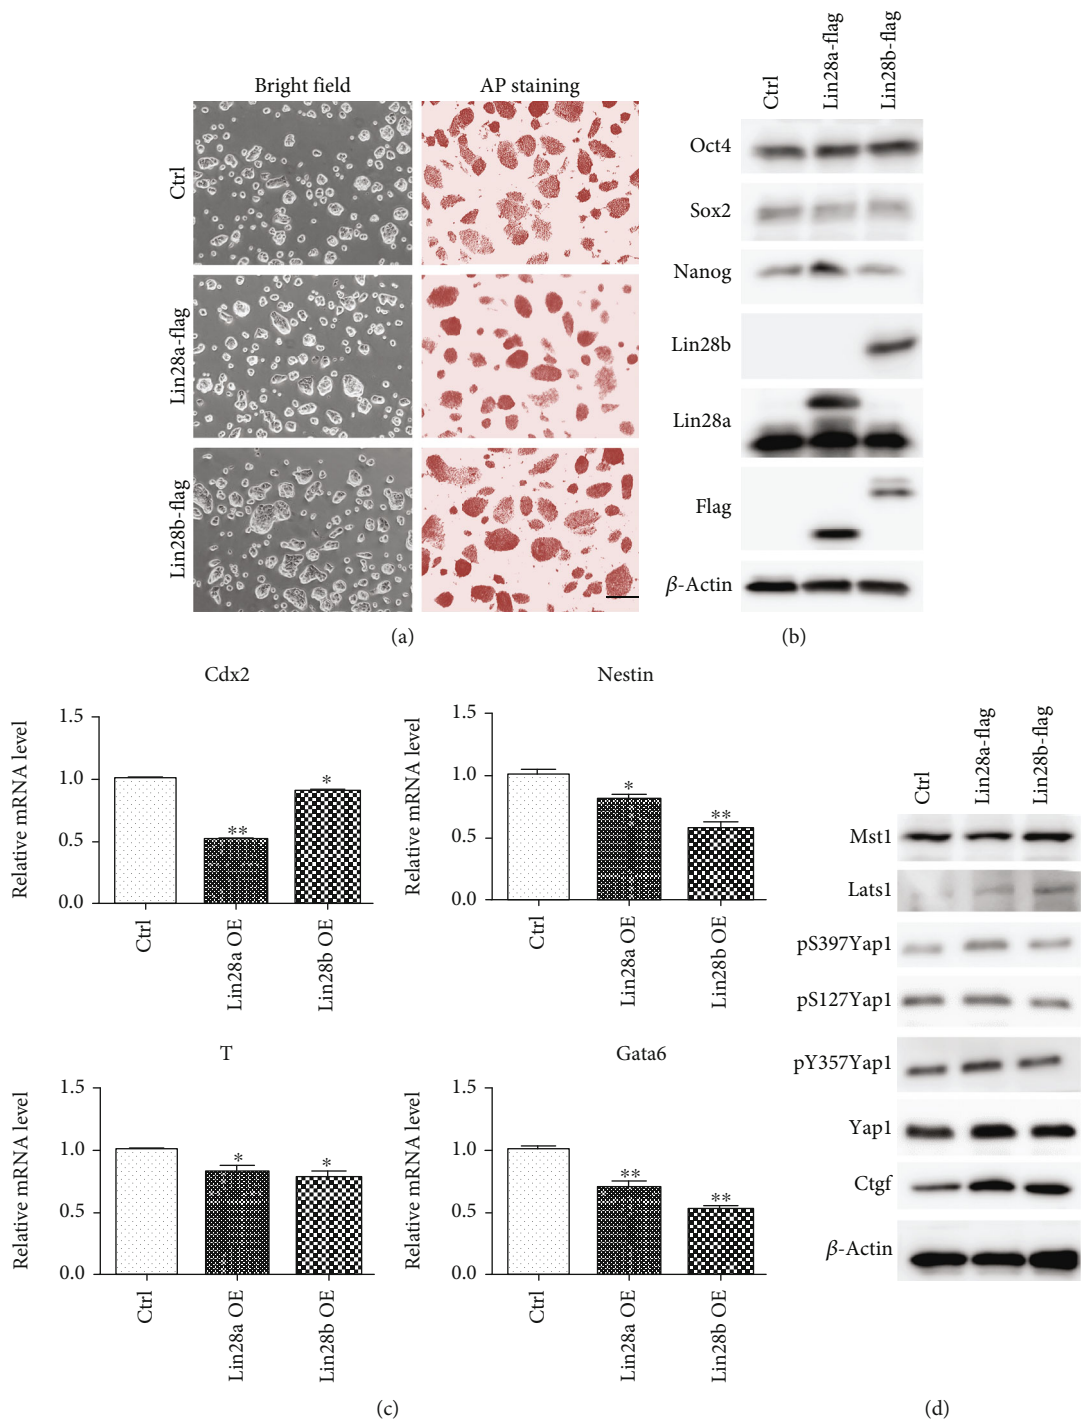 Bright field
AP staining
Ctrl
Lin28a-flag
Lin28b-flag
(a)
Ctrl
Lin28a-flag
Lin28b-flag
Oct4
Sox2
Nanog
Lin28b
Lin28a
Flag
β-Actin
(b)
Cdx2
Relative mRNA level
1.5
1.0
0.5
0.0
**
*
Ctrl
Lin28a OE
Lin28b OE
Nestin
Relative mRNA level
1.5
1.0
0.5
0.0
*
**
Ctrl
Lin28a OE
Lin28b OE
T
Relative mRNA level
1.5
1.0
0.5
0.0
*
*
Ctrl
Lin28a OE
Lin28b OE
Gata6
Relative mRNA level
1.5
1.0
0.5
0.0
**
**
Ctrl
Lin28a OE
Lin28b OE
(c)
Ctrl
Lin28a-flag
Lin28b-flag
Mst1
Lats1
pS397Yap1
pS127Yap1
pY357Yap1
Yap1
Ctgf
β-Actin
(d)